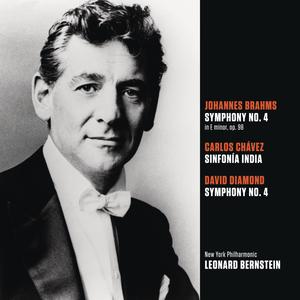 JOHANNES BRAHMS
SYMPHONY NO. 4
in E minor, op. 98
CARLOS CHÁVEZ
SINFONÍA INDIA
DAVID DIAMOND
SYMPHONY NO. 4
New York Philharmonic
LEONARD BERNSTEIN